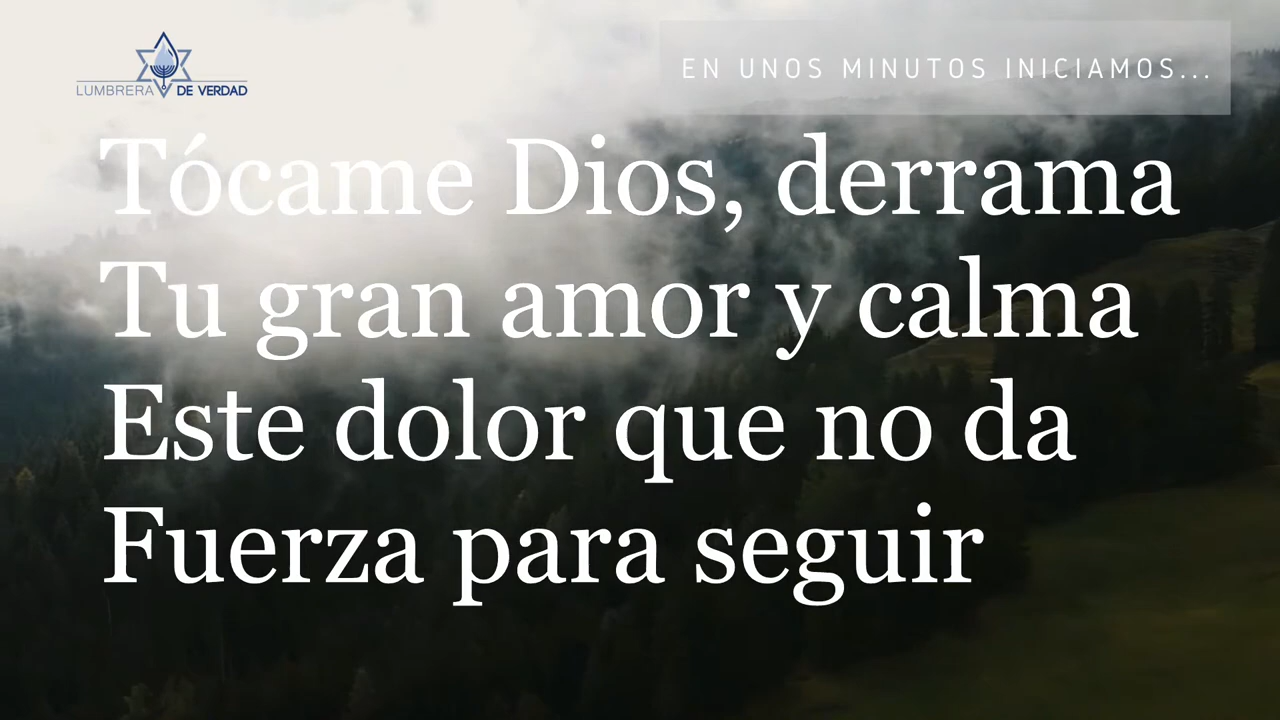 LUMBRERA DE VERDAD
EN UNOS MINUTOS INICIAMOS...
Tócame Dios, derrama
Tu gran amor y calma
Este dolor que no da
Fuerza para seguir